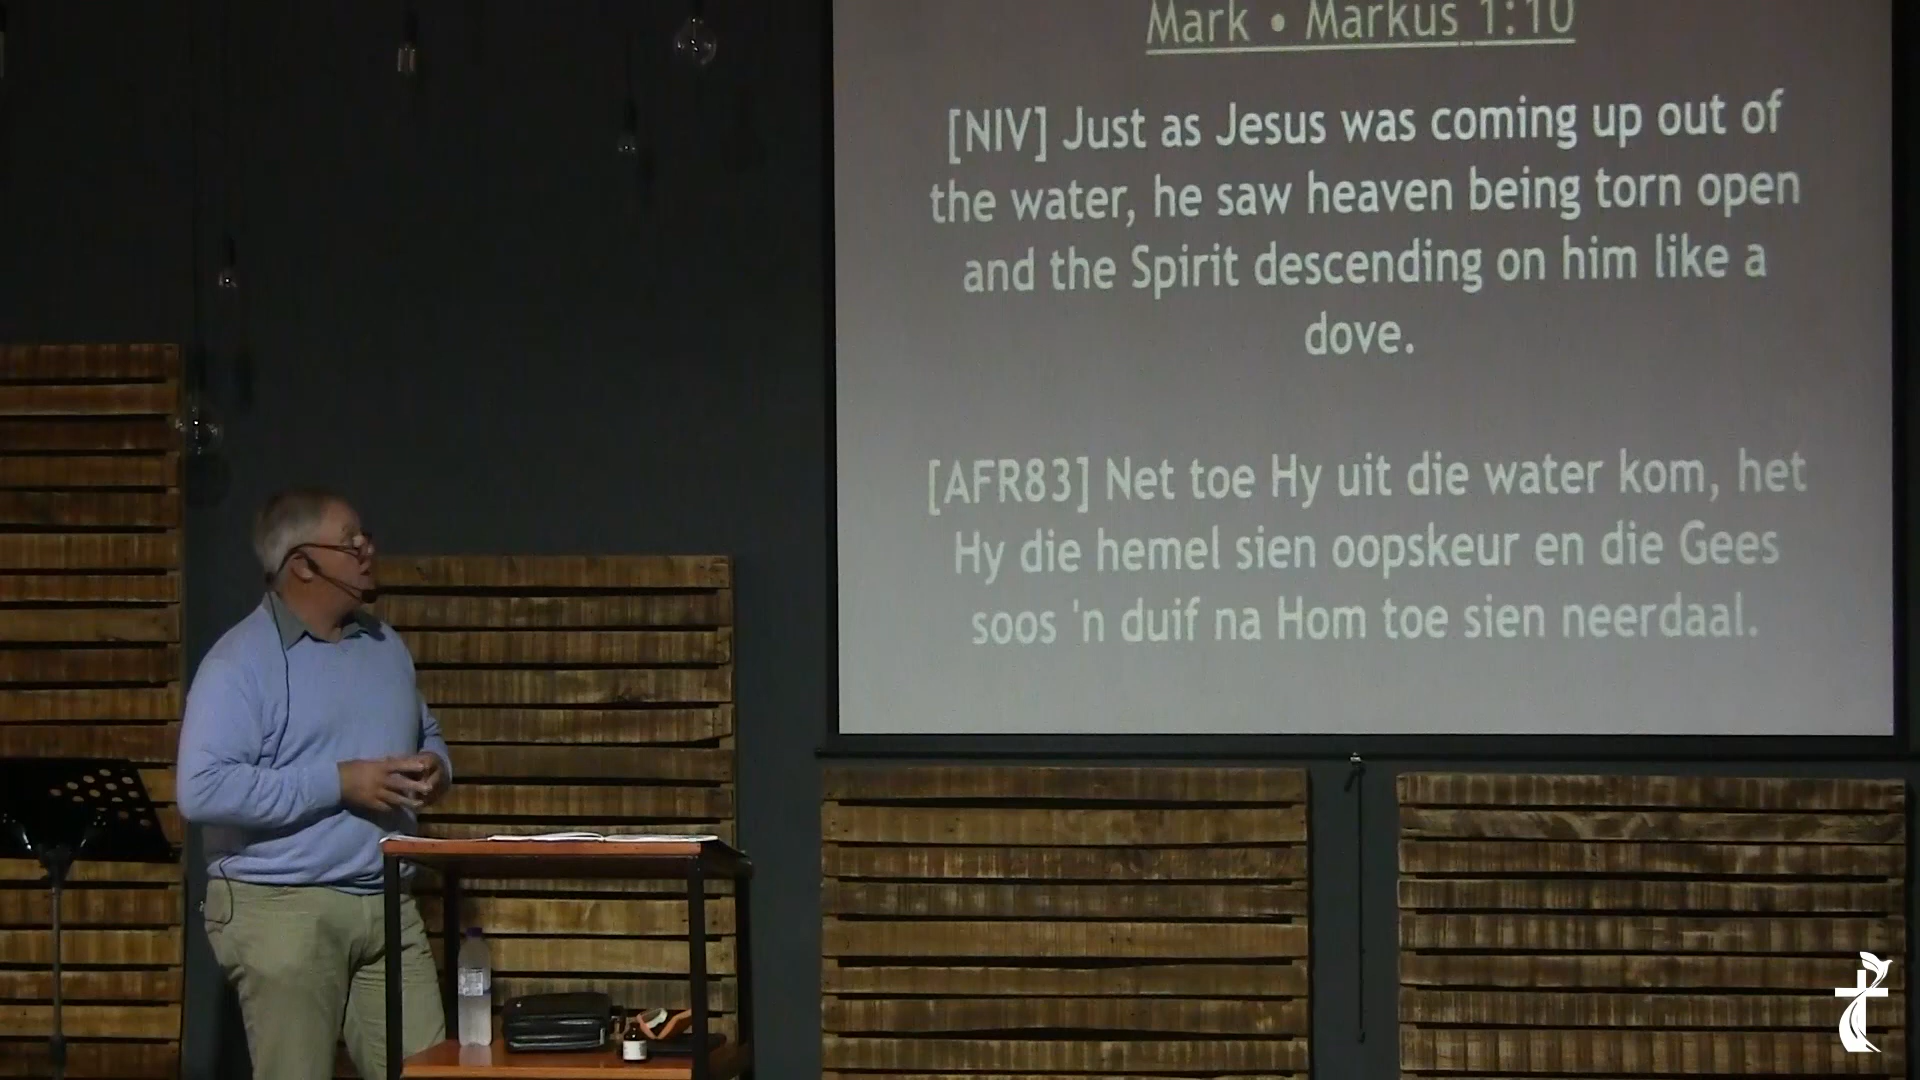 Mark • Markus 1:10
[NIV] Just as Jesus was coming up out of
the water, he saw heaven being torn open
and the Spirit descending on him like a
dove.
[AFR83] Net toe Hy uit die water kom, het
Hy die hemel sien oopskeur en die Gees
soos 'n duif na Hom toe sien neerdaal.